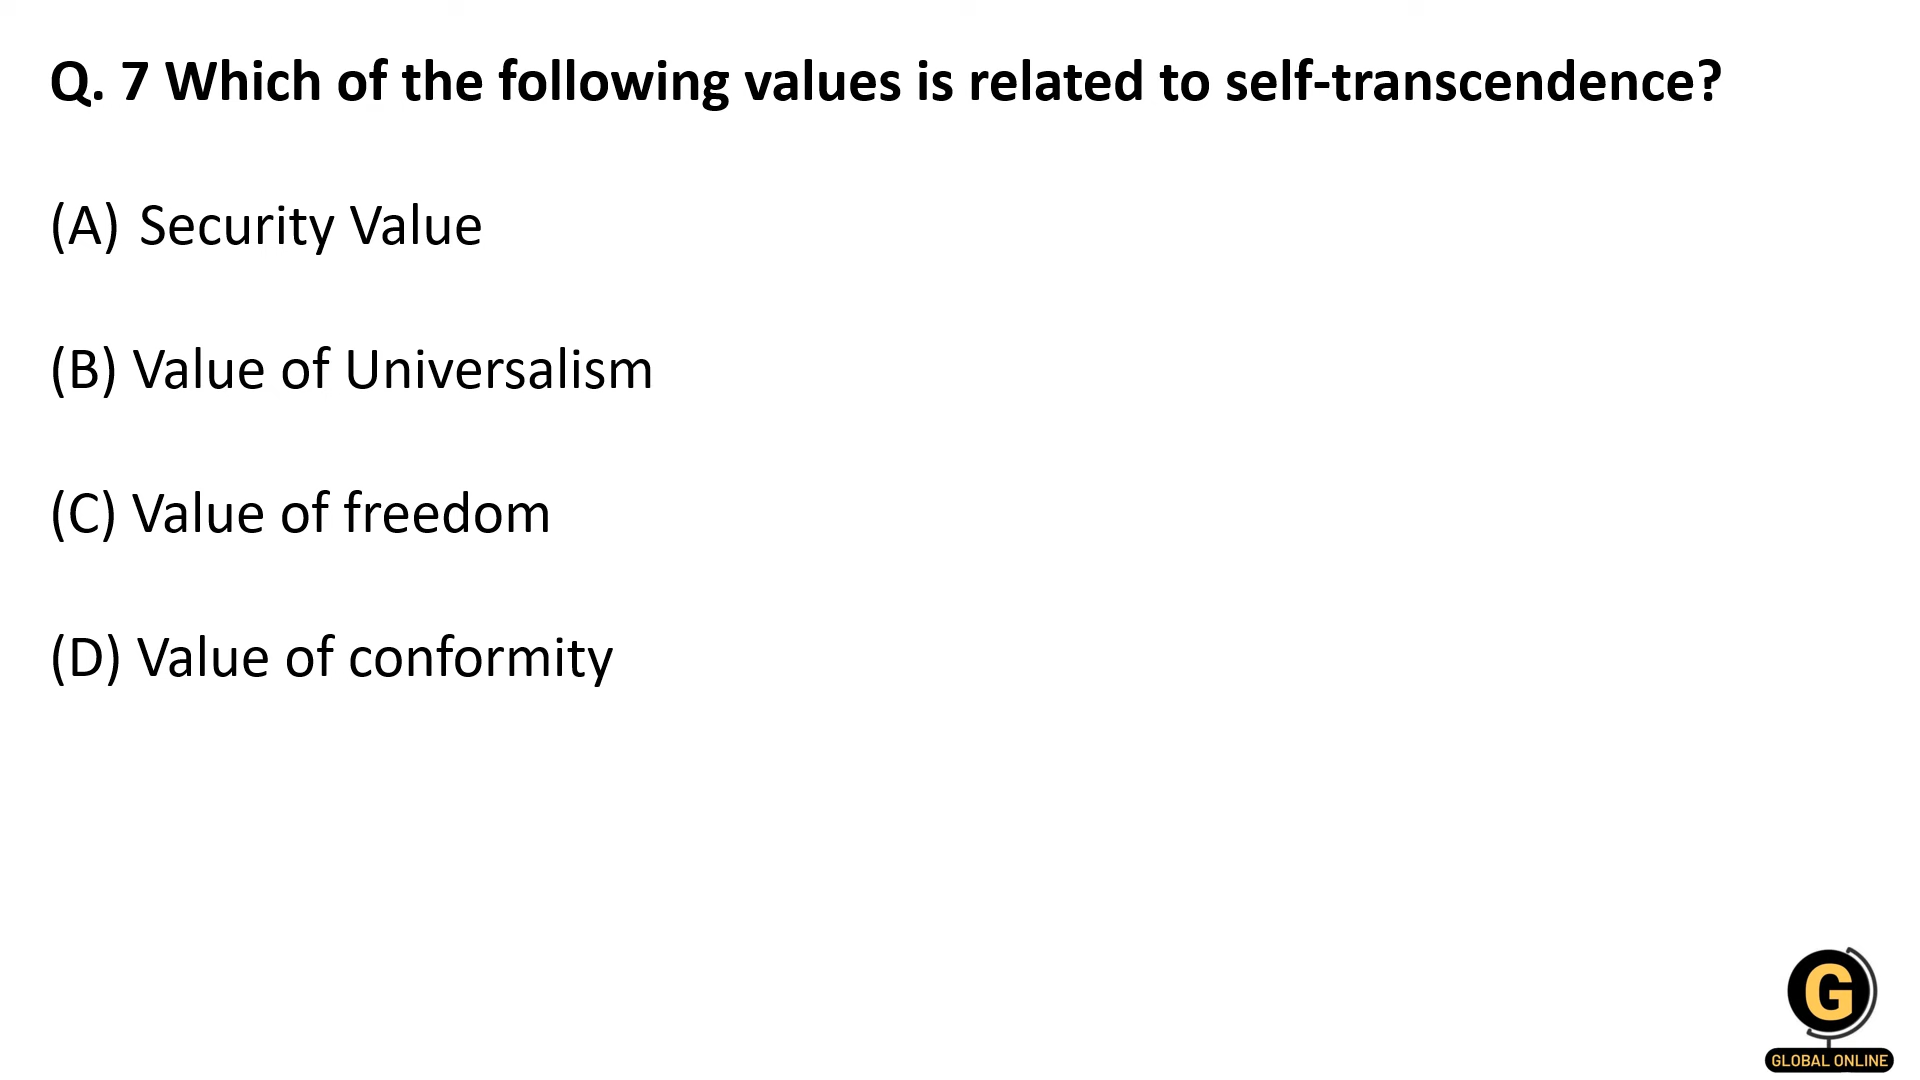 Q. 7 Which of the following values is related to self-transcendence?
(A) Security Value
(B) Value of Universalism
(C) Value of freedom
(D) Value of conformity
G
GLOBAL ONLINE